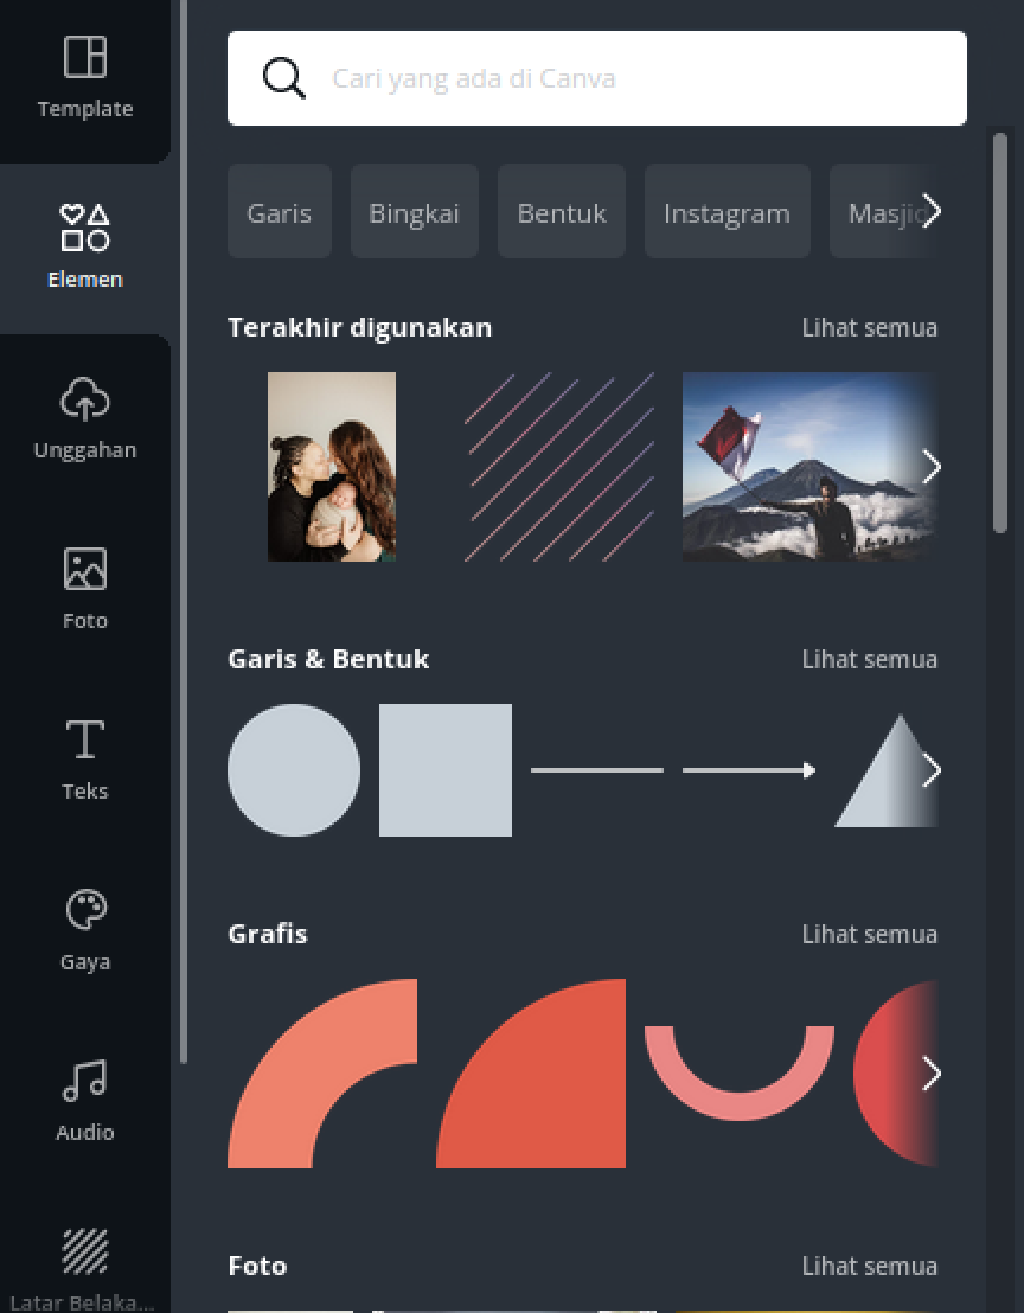 Template
Elemen
Unggahan
Foto
Teks
Gaya
Audio
Latar Belaka...
Cari yang ada di Canva
Garis
Bingkai
Bentuk
Instagram
Terakhir digunakan
Lihat semua
Garis & Bentuk
Lihat semua
Grafis
Lihat semua
Foto
Lihat semua